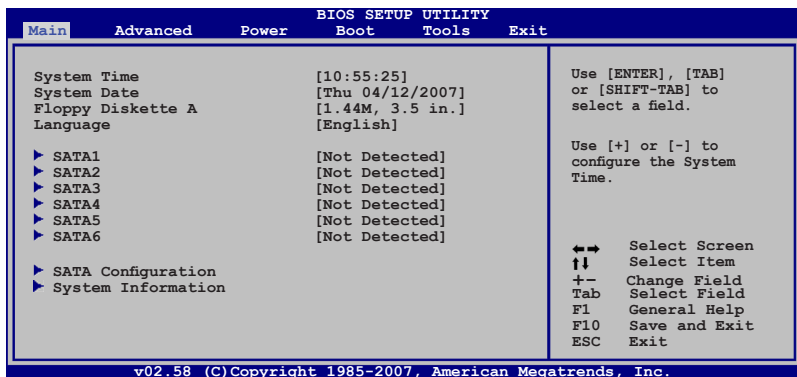 BIOS SETUP UTILITY
Main Advanced Power Boot Tools Exit
System Time [10:55:25]
System Date [Thu 04/12/2007]
Floppy Diskette A [1.44M, 3.5 in.]
Language [English]
SATA1 [Not Detected]
SATA2 [Not Detected]
SATA3 [Not Detected]
SATA4 [Not Detected]
SATA5 [Not Detected]
SATA6 [Not Detected]
SATA Configuration
System Information
Use [ENTER], [TAB]
or [SHIFT-TAB] to
select a field.
Use [+] or [-] to
configure the System
Time.
←→ Select Screen
↑↓ Select Item
+- Change Field
Tab Select Field
F1 General Help
F10 Save and Exit
ESC Exit
v02.58 (C)Copyright 1985-2007, American Megatrends, Inc.